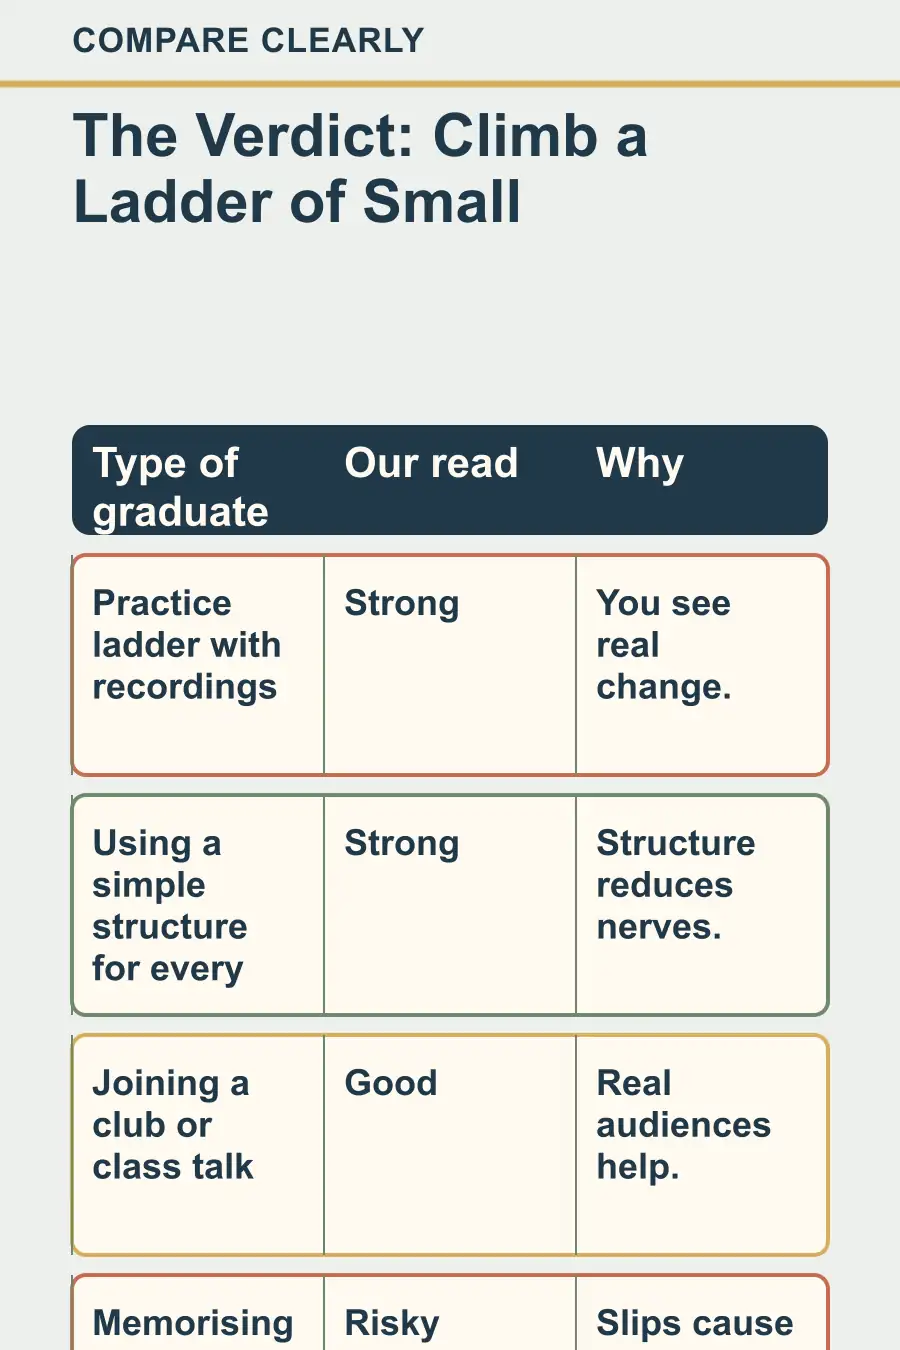 COMPARE CLEARLY
The Verdict: Climb a
Ladder of Small
Type of graduate
Our read
Why
Practice
ladder with
recordings
Strong
You see
real
change.
Using a
simple
structure
for every
Strong
Structure
reduces
nerves.
Joining a
club or
class talk
Good
Real
audiences
help.
Memorising
Risky
Slips cause